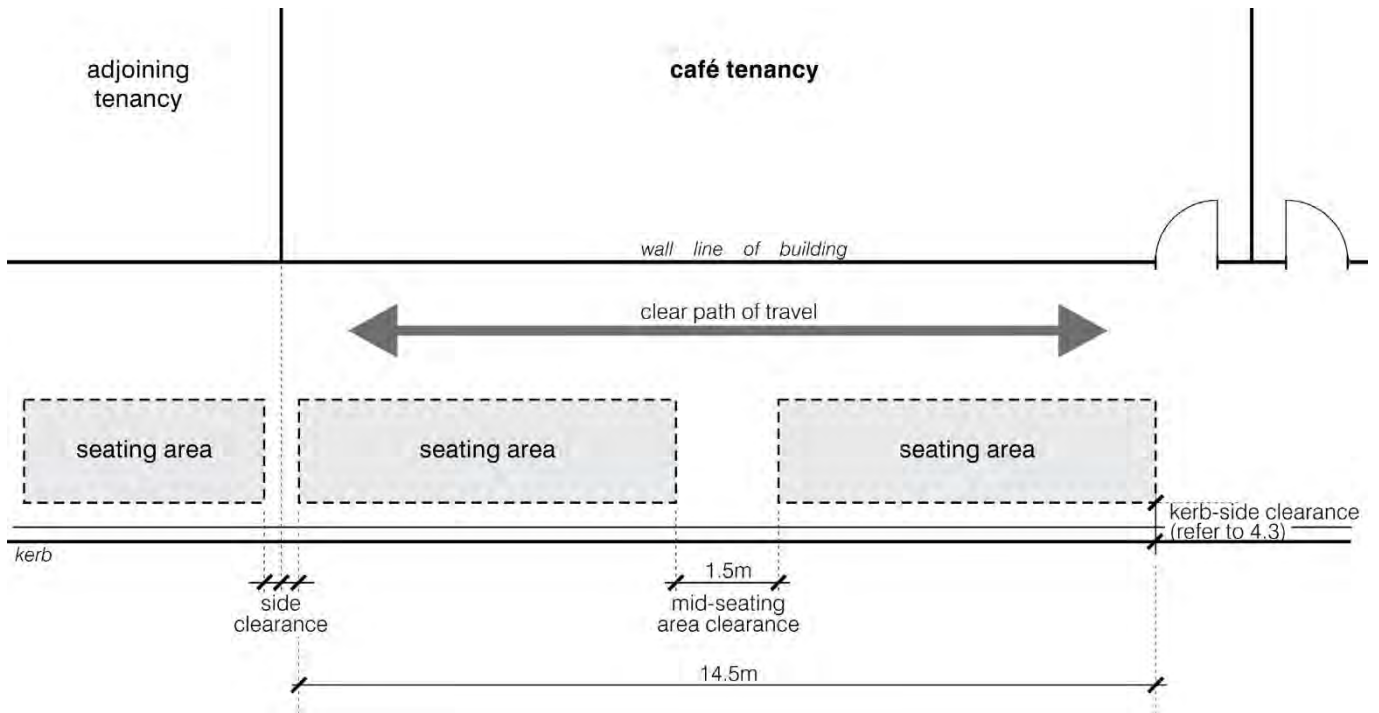 adjoining
tenancy
café tenancy
wall line of building
clear path of travel
seating area
seating area
seating area
kerb-side clearance
(refer to 4.3)
kerb
side
clearance
1.5m
mid-seating
area clearance
14.5m